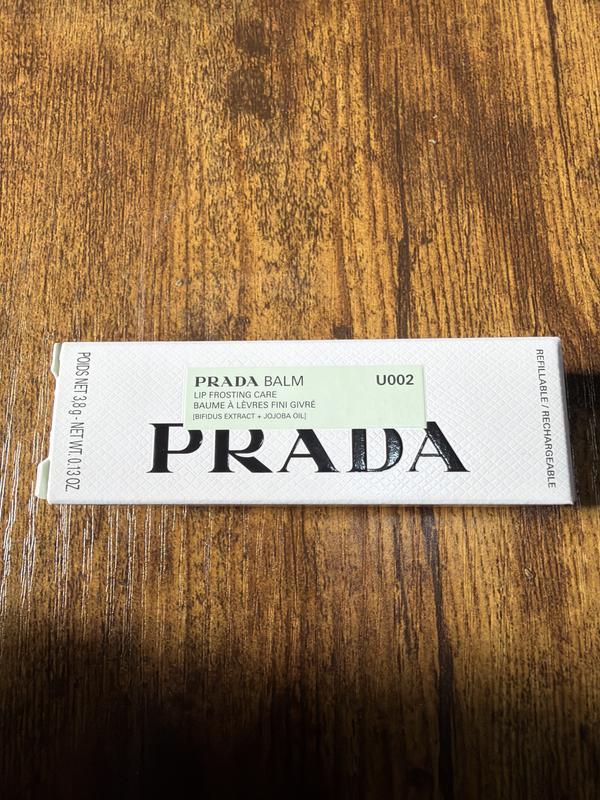 POIDS NET 3.8 g - NET WT. 0.13 OZ.
PRADA BALM
U002
LIP FROSTING CARE
BAUME À LÈVRES FINI GIVRÉ
[BIFIDUS EXTRACT + JOJOBA OIL]
PRADA
REFILLABLE / RECHARGEABLE